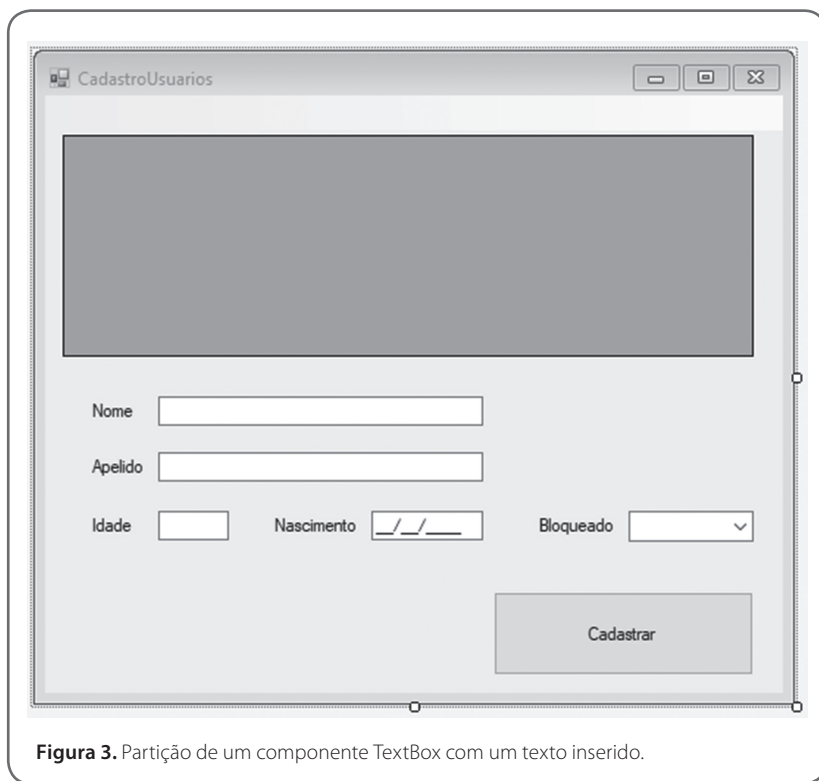 CadastroUsuarios
Nome
Apelido
Idade Nascimento __/__/____ Bloqueado
Cadastrar
Figura 3. Partição de um componente TextBox com um texto inserido.